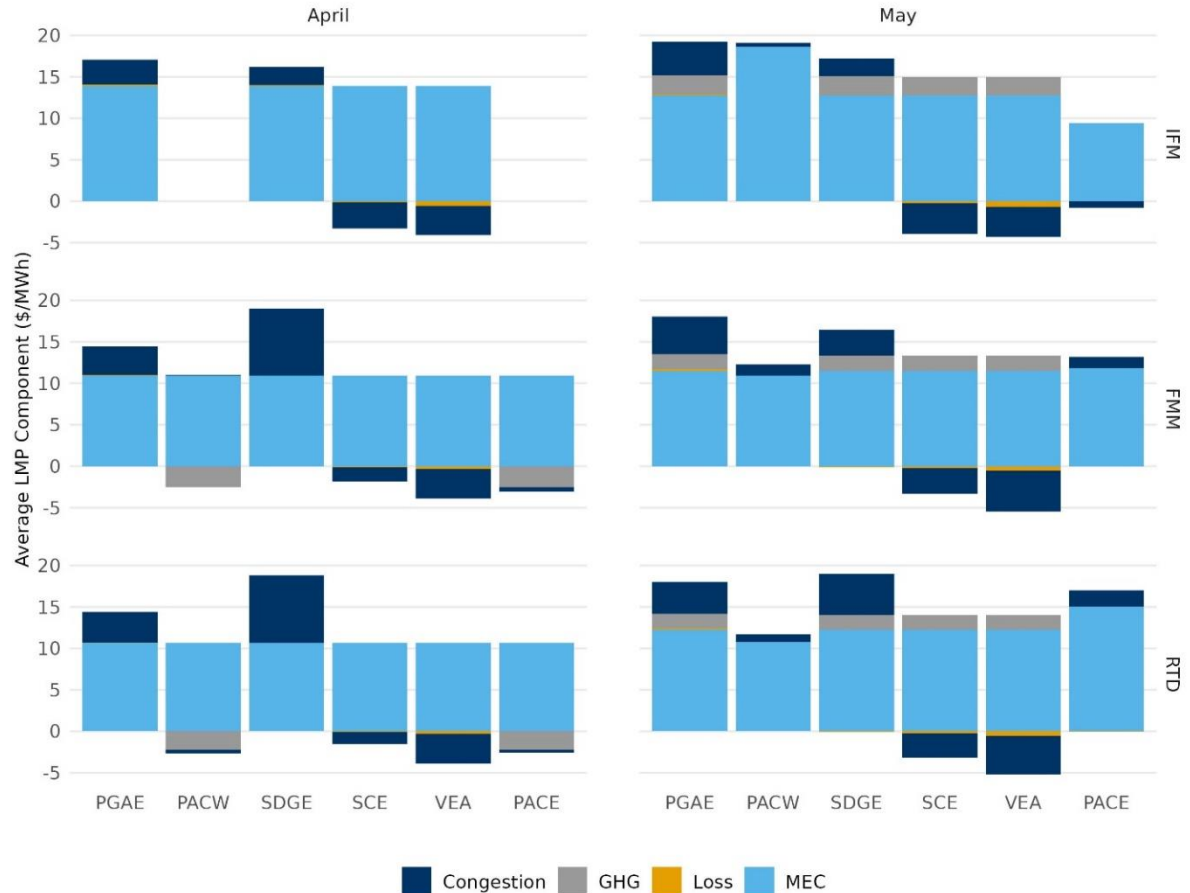 April May
20
15
10
5
0
-5
IFM
20
15
10
5
0
-5
FMM
Average LMP Component ($/MWh)
20
15
10
5
0
-5
RTD
PGAE PACW SDGE SCE VEA PACE PGAE PACW SDGE SCE VEA PACE
Congestion GHG Loss MEC